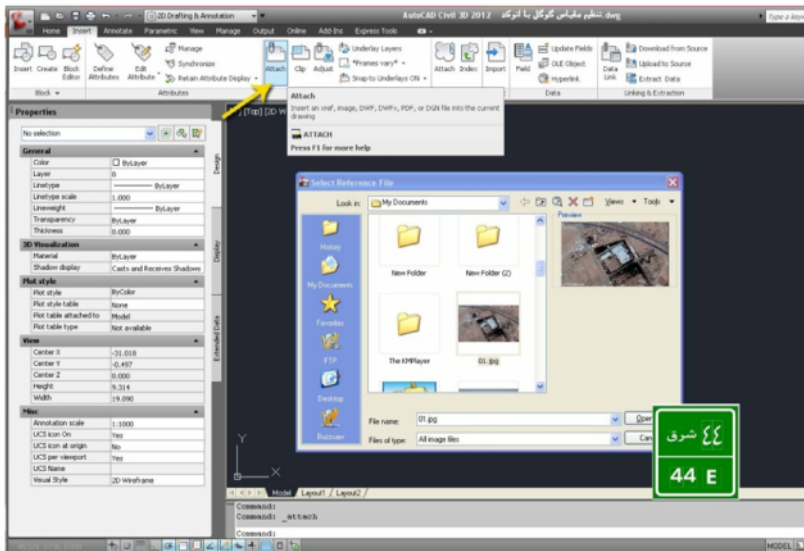 2D Drafting & Annotation
AutoCAD Civil 3D 2012 تنظیم مقیاس گوگل با اتوکد.dwg
Type a keyw
Home Insert Annotate Parametric View Manage Output Online Add-Ins Express Tools
Insert Create Block Editor
Define Attributes Edit Attribute
Manage
Synchronize
Retain Attribute Display
Attach Clip Adjust
Underlay Layers
*Frames vary*
Snap to Underlays ON
Attach Index Import Field
Update Fields
OLE Object
Hyperlink
Data Link
Download from Source
Upload to Source
Extract Data
Block Attributes Data Linking & Extraction
Attach
Insert an xref, image, DWF, DWFx, PDF, or DGN file into the current drawing
ATTACH
Press F1 for more help
[Top] [2D W
Properties
No selection
General
Color ByLayer
Layer 0
Linetype ByLayer
Linetype scale 1.000
Lineweight ByLayer
Transparency ByLayer
Thickness 0.000
3D Visualization
Material ByLayer
Shadow display Casts and Receives Shadows
Plot style
Plot style ByColor
Plot style table None
Plot table attached to Model
Plot table type Not available
View
Center X -31.018
Center Y -0.497
Center Z 0.000
Height 9.314
Width 19.090
Misc
Annotation scale 1:1000
UCS icon On Yes
UCS icon at origin No
UCS per viewport Yes
UCS Name
Visual Style 2D Wireframe
Design
Display
Extended Data
Select Reference File
Look in: My Documents Views Tools
Preview
History
My Documents
Favorites
FTP
Desktop
Buzzsaw
New Folder New Folder (2)
The KMPlayer 01.jpg
File name: 01.jpg Open
Files of type: All image files Can
٤٤ شرق
44 E
Y
X
Model Layout1 Layout2
Command:
Command: _attach
Command:
MODEL